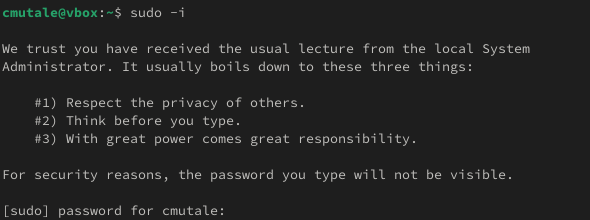 cmutale@vbox:~$ sudo -i
We trust you have received the usual lecture from the local System
Administrator. It usually boils down to these three things:
#1) Respect the privacy of others.
#2) Think before you type.
#3) With great power comes great responsibility.
For security reasons, the password you type will not be visible.
[sudo] password for cmutale: